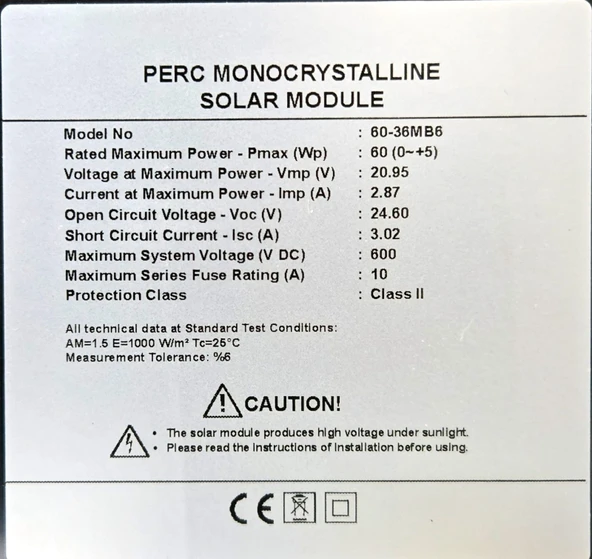 PERC MONOCRYSTALLINE
SOLAR MODULE
Model No : 60-36MB6
Rated Maximum Power - Pmax (Wp) : 60 (0~+5)
Voltage at Maximum Power - Vmp (V) : 20.95
Current at Maximum Power - Imp (A) : 2.87
Open Circuit Voltage - Voc (V) : 24.60
Short Circuit Current - Isc (A) : 3.02
Maximum System Voltage (V DC) : 600
Maximum Series Fuse Rating (A) : 10
Protection Class : Class II
All technical data at Standard Test Conditions:
AM=1.5 E=1000 W/m² Tc=25°C
Measurement Tolerance: %6
CAUTION!
• The solar module produces high voltage under sunlight.
• Please read the instructions of installation before using.
CE